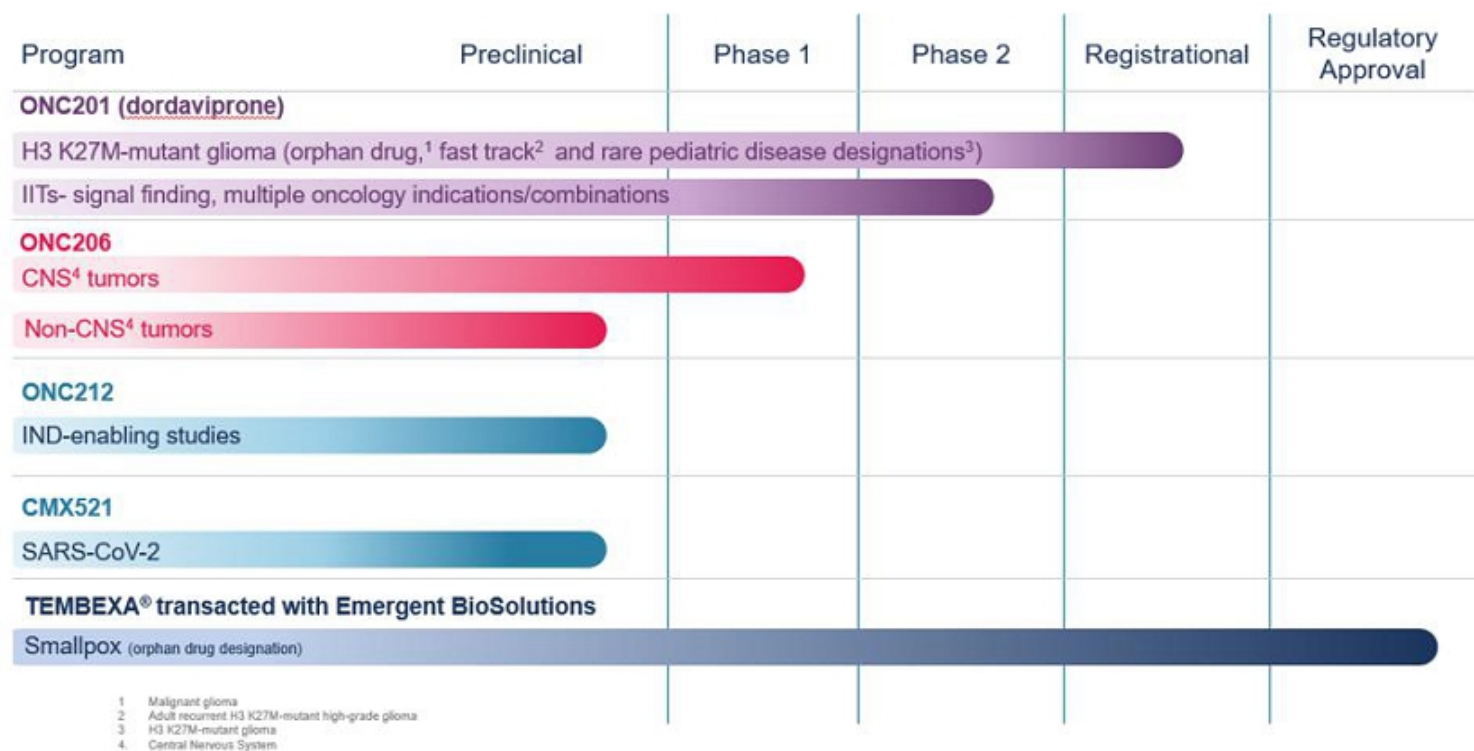 Program Preclinical Phase 1 Phase 2 Registrational Regulatory
Approval
ONC201 (dordaviprone)
H3 K27M-mutant glioma (orphan drug,¹ fast track² and rare pediatric disease designations³)
IITs- signal finding, multiple oncology indications/combinations
ONC206
CNS⁴ tumors
Non-CNS⁴ tumors
ONC212
IND-enabling studies
CMX521
SARS-CoV-2
TEMBEXA® transacted with Emergent BioSolutions
Smallpox (orphan drug designation)
1 Malignant glioma
2 Adult recurrent H3 K27M-mutant high-grade glioma
3 H3 K27M-mutant glioma
4. Central Nervous System